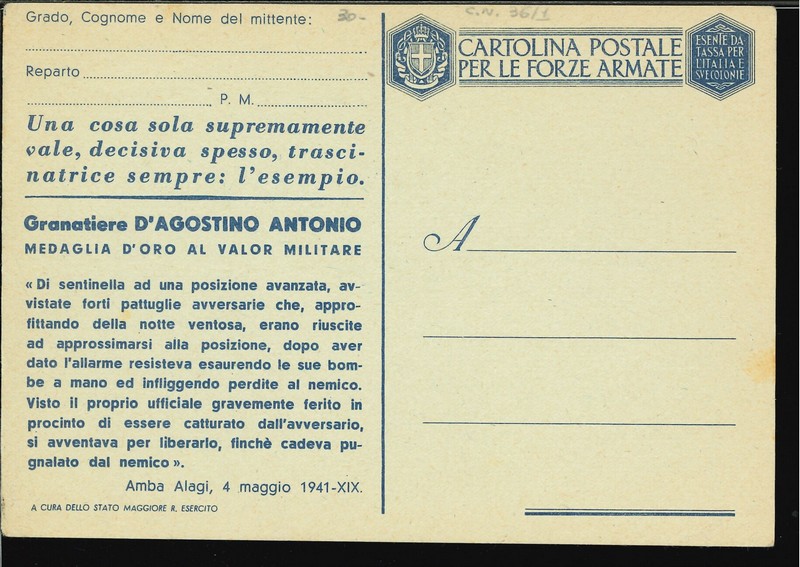 Grado, Cognome e Nome del mittente:
30-
Reparto
P. M.
Una cosa sola supremamente
vale, decisiva spesso, trasci-
natrice sempre: l'esempio.
Granatiere D'AGOSTINO ANTONIO
MEDAGLIA D'ORO AL VALOR MILITARE
« Di sentinella ad una posizione avanzata, av-
vistate forti pattuglie avversarie che, appro-
fittando della notte ventosa, erano riuscite
ad approssimarsi alla posizione, dopo aver
dato l'allarme resisteva esaurendo le sue bom-
be a mano ed infliggendo perdite al nemico.
Visto il proprio ufficiale gravemente ferito in
procinto di essere catturato dall'avversario,
si avventava per liberarlo, finchè cadeva pu-
gnalato dal nemico ».
Amba Alagi, 4 maggio 1941-XIX.
A CURA DELLO STATO MAGGIORE R. ESERCITO
C.N. 36/1
CARTOLINA POSTALE
PER LE FORZE ARMATE
ESENTE DA
TASSA PER
L'ITALIA E
SVE COLONIE
A